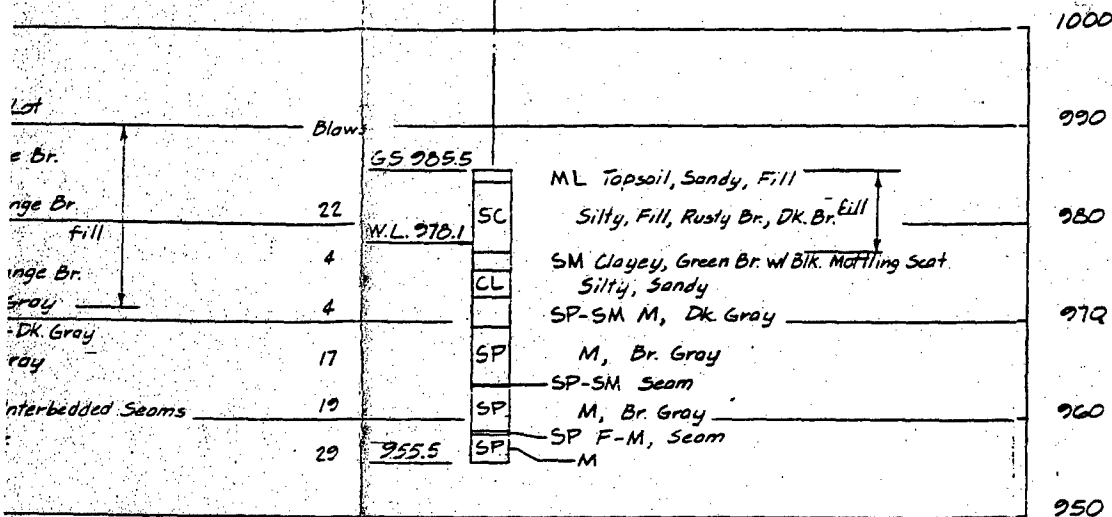 1000
Lot
990
Blows
e Br.
GS 985.5
ML Topsoil, Sandy, Fill
nge Br.
22
SC
Silty, Fill, Rusty Br., Dk. Br.
Fill
980
fill
W.L. 978.1
4
SM Clayey, Green Br. w/ Blk. Mottling Scat
inge Br.
CL
Silty, Sandy
Gray
4
SP-SM M, Dk. Gray
970
-DK. Gray
ray
17
SP
M, Br. Gray
SP-SM Seam
nterbedded Seams
19
SP
M, Br. Gray
960
SP F-M, Seam
29
955.5
SP
M
950